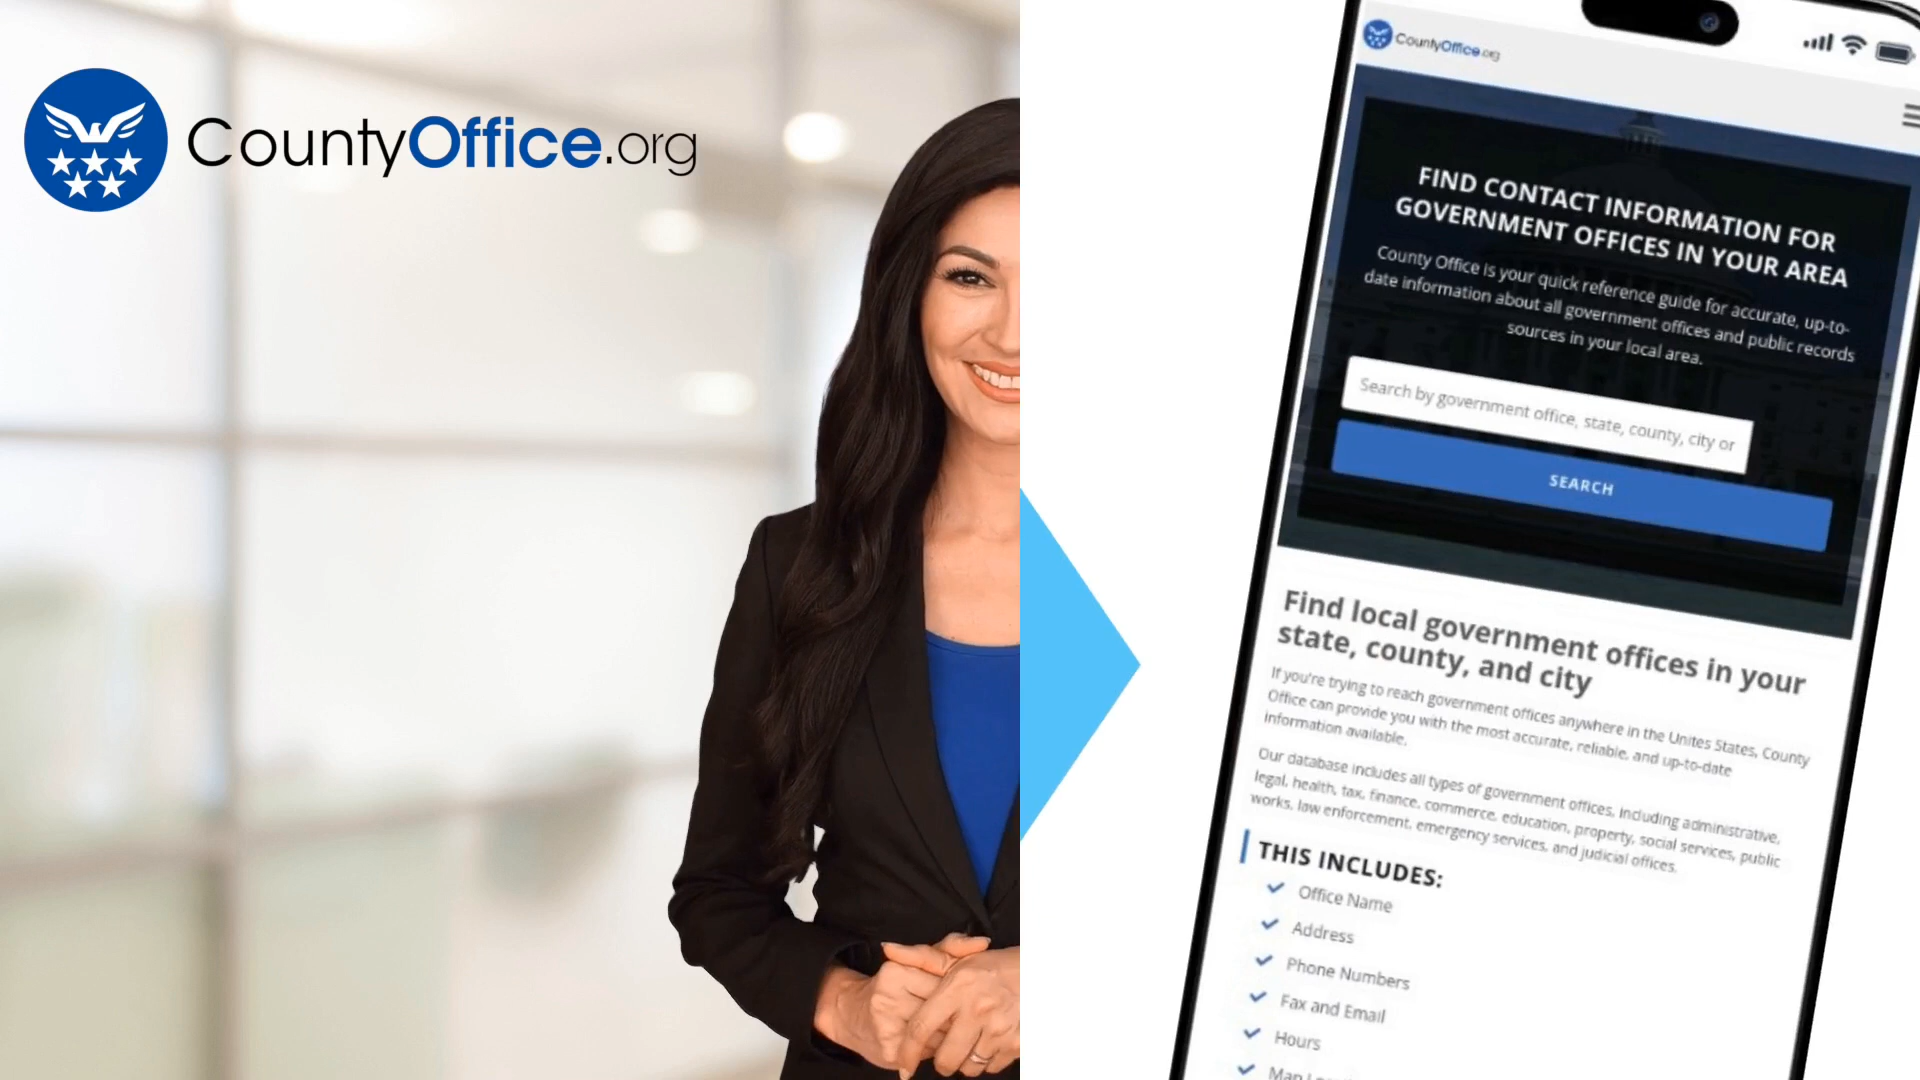 CountyOffice.org
CountyOffice.org
FIND CONTACT INFORMATION FOR
GOVERNMENT OFFICES IN YOUR AREA
County Office is your quick reference guide for accurate, up-to-
date information about all government offices and public records
sources in your local area.
Search by government office, state, county, city or
SEARCH
Find local government offices in your
state, county, and city
If you're trying to reach government offices anywhere in the Unites States, County
Office can provide you with the most accurate, reliable, and up-to-date
information available.
Our database includes all types of government offices, including administrative,
legal, health, tax, finance, commerce, education, property, social services, public
works, law enforcement, emergency services, and judicial offices.
THIS INCLUDES:
Office Name
Address
Phone Numbers
Fax and Email
Hours
Map